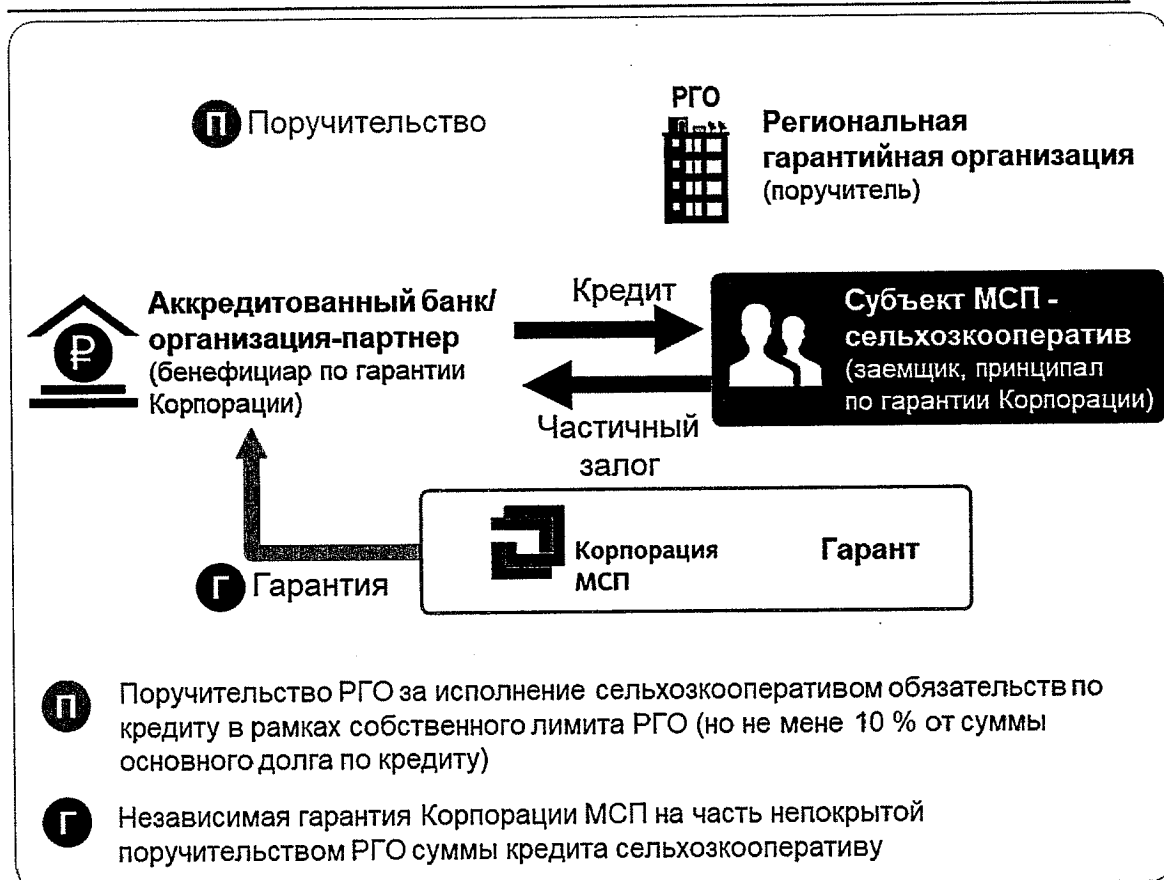 П Поручительство
РГО
Региональная
гарантийная организация
(поручитель)
Аккредитованный банк/
организация-партнер
(бенефициар по гарантии
Корпорации)
₽
Кредит
Частичный
залог
Субъект МСП -
сельхозкооператив
(заемщик, принципал
по гарантии Корпорации)
Корпорация
МСП
Гарант
Г Гарантия
П Поручительство РГО за исполнение сельхозкооперативом обязательств по
кредиту в рамках собственного лимита РГО (но не мене 10 % от суммы
основного долга по кредиту)
Г Независимая гарантия Корпорации МСП на часть непокрытой
поручительством РГО суммы кредита сельхозкооперативу